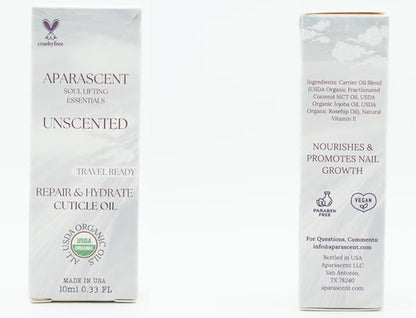 crueltyfree
APARASCENT
SOUL LIFTING
ESSENTIALS
UNSCENTED
TRAVEL READY
REPAIR & HYDRATE
CUTICLE OIL
ALL USDA ORGANIC OILS
USDA
ORGANIC
MADE IN USA
10ml 0.33 FL
Ingredients: Carrier Oil Blend
(USDA Organic Fractionated
Coconut MCT Oil, USDA
Organic Jojoba Oil, USDA
Organic Rosehip Oil), Natural
Vitamin E
NOURISHES &
PROMOTES NAIL
GROWTH
PARABEN
FREE
VEGAN
For Questions, Comments:
info@aparascent.com
Bottled in USA
Aparascent LLC
San Antonio,
TX 78240
aparascent.com